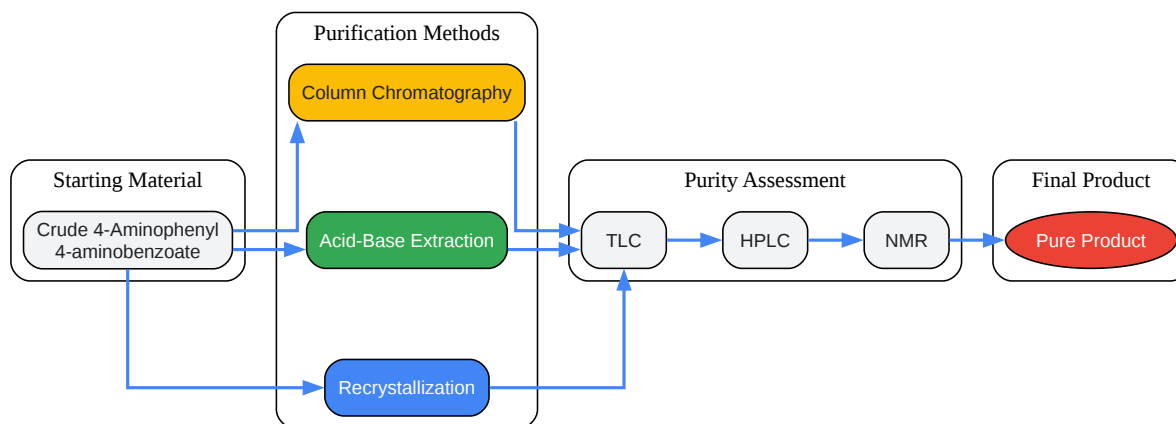 Purification Methods
Column Chromatography
Starting Material
Crude 4-Aminophenyl
4-aminobenzoate
Acid-Base Extraction
Recrystallization
Purity Assessment
TLC
HPLC
NMR
Final Product
Pure Product